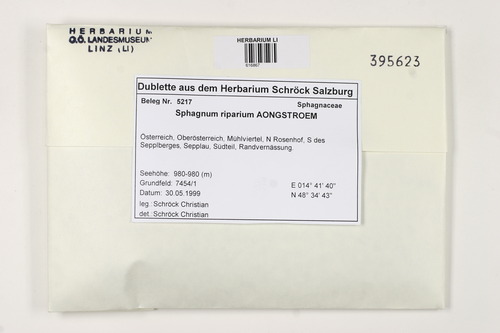 HERBARIUM
O.Ö. LANDESMUSEUM
LINZ (LI)
HERBARIUM LI
395623
Dublette aus dem Herbarium Schröck Salzburg
Beleg Nr. 5217 Sphagnaceae
Sphagnum riparium AONGSTROEM
Österreich, Oberösterreich, Mühlviertel, N Rosenhof, S des
Sepplberges, Sepplau, Südteil, Randvernässung.
Seehöhe: 980-980 (m)
Grundfeld: 7454/1 E 014° 41' 40"
Datum: 30.05.1999 N 48° 34' 43"
leg.: Schröck Christian
det.: Schröck Christian